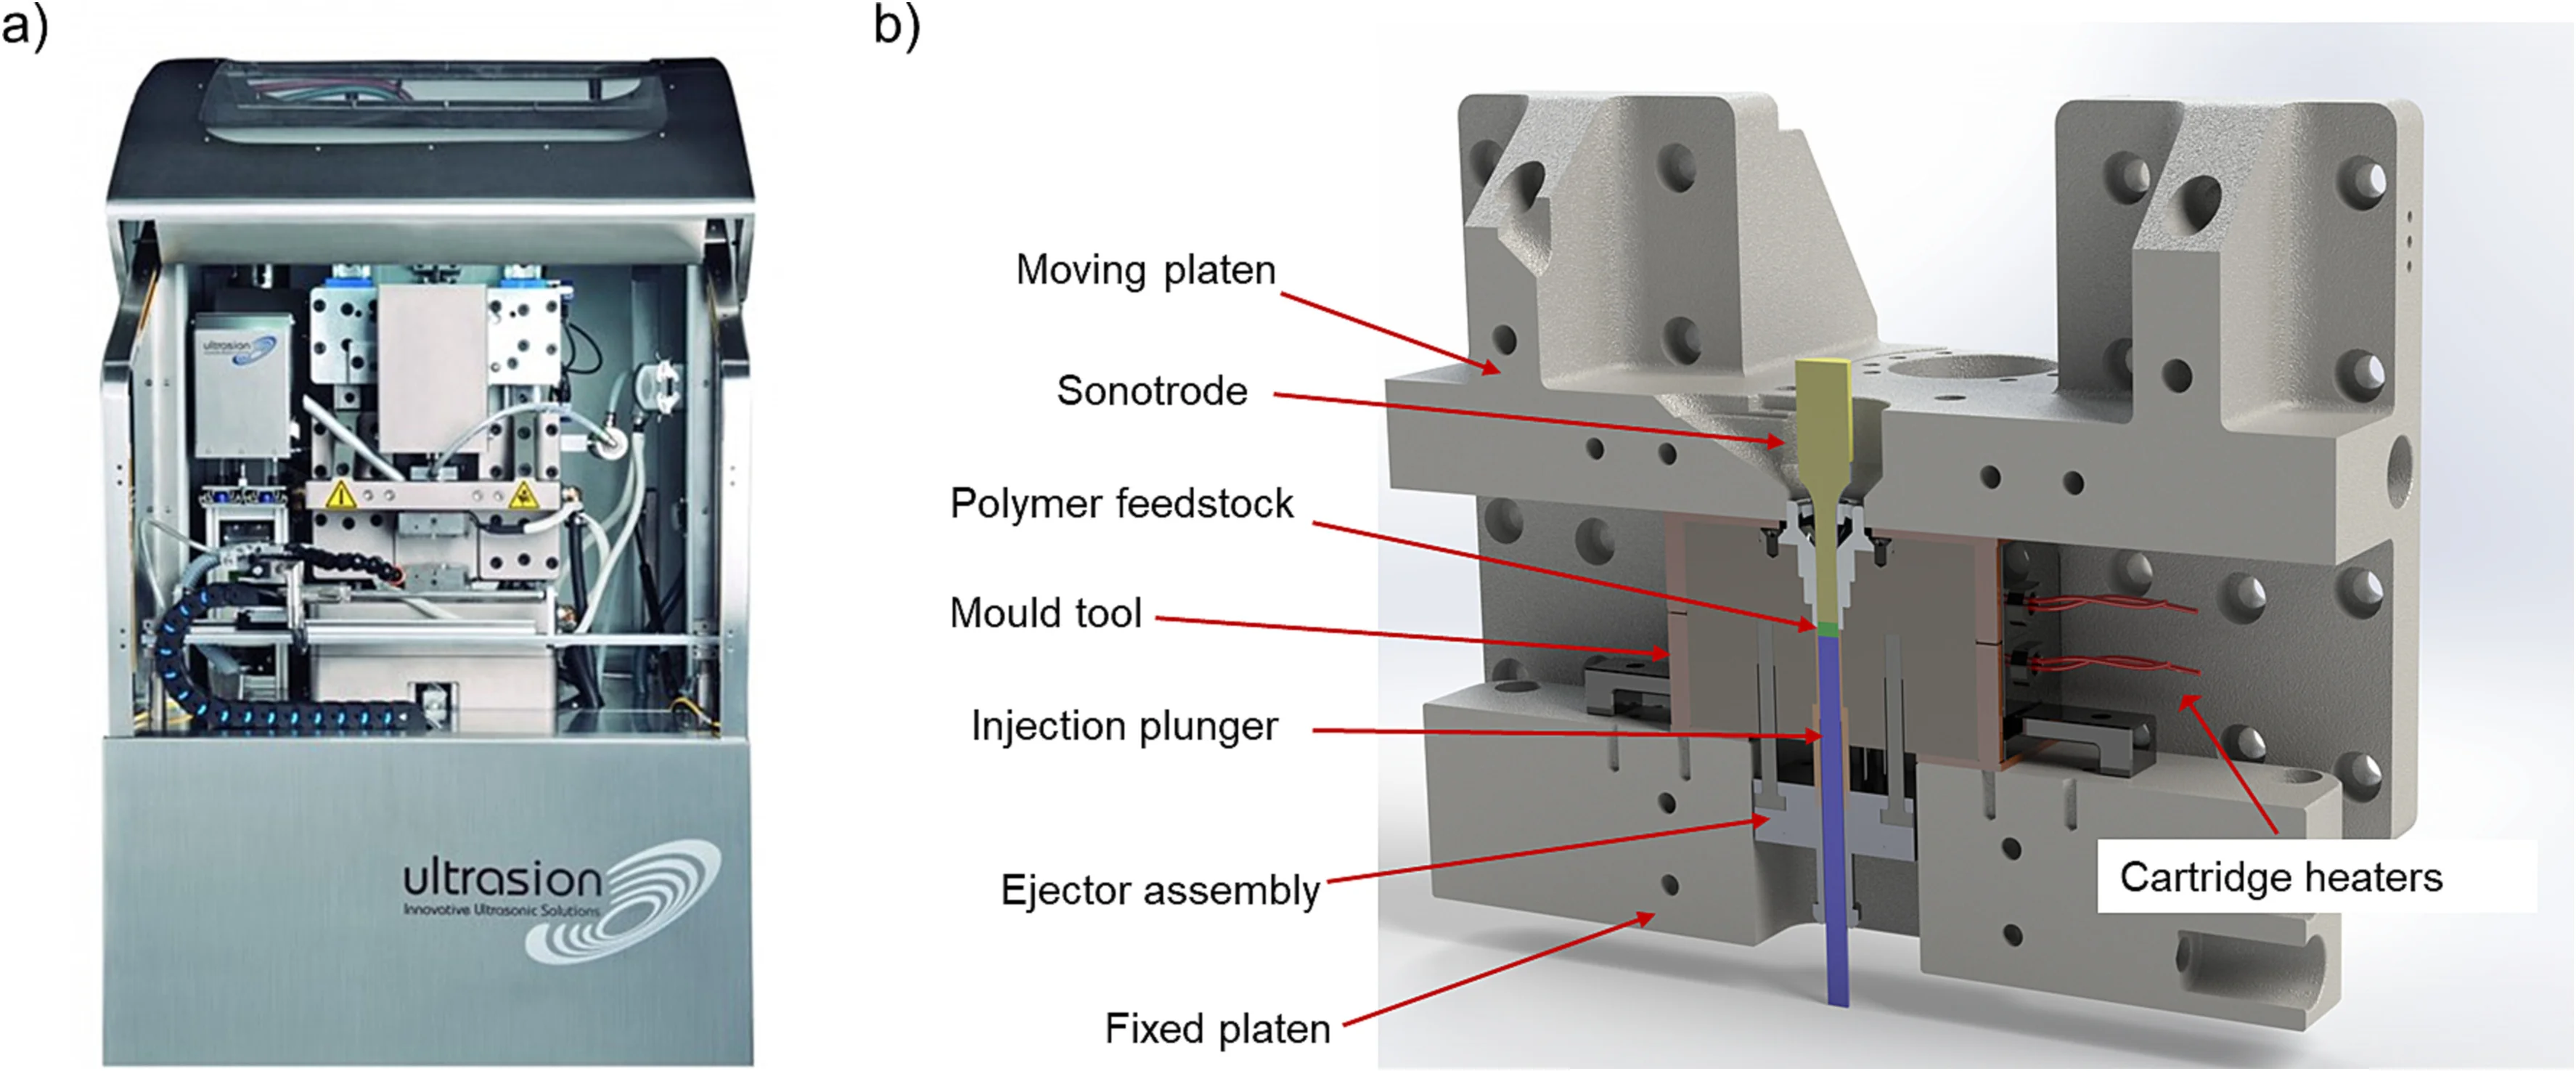 a)
ultrasion
ultrasion
Innovative Ultrasonic Solutions
b)
Moving platen
Sonotrode
Polymer feedstock
Mould tool
Injection plunger
Ejector assembly
Fixed platen
Cartridge heaters